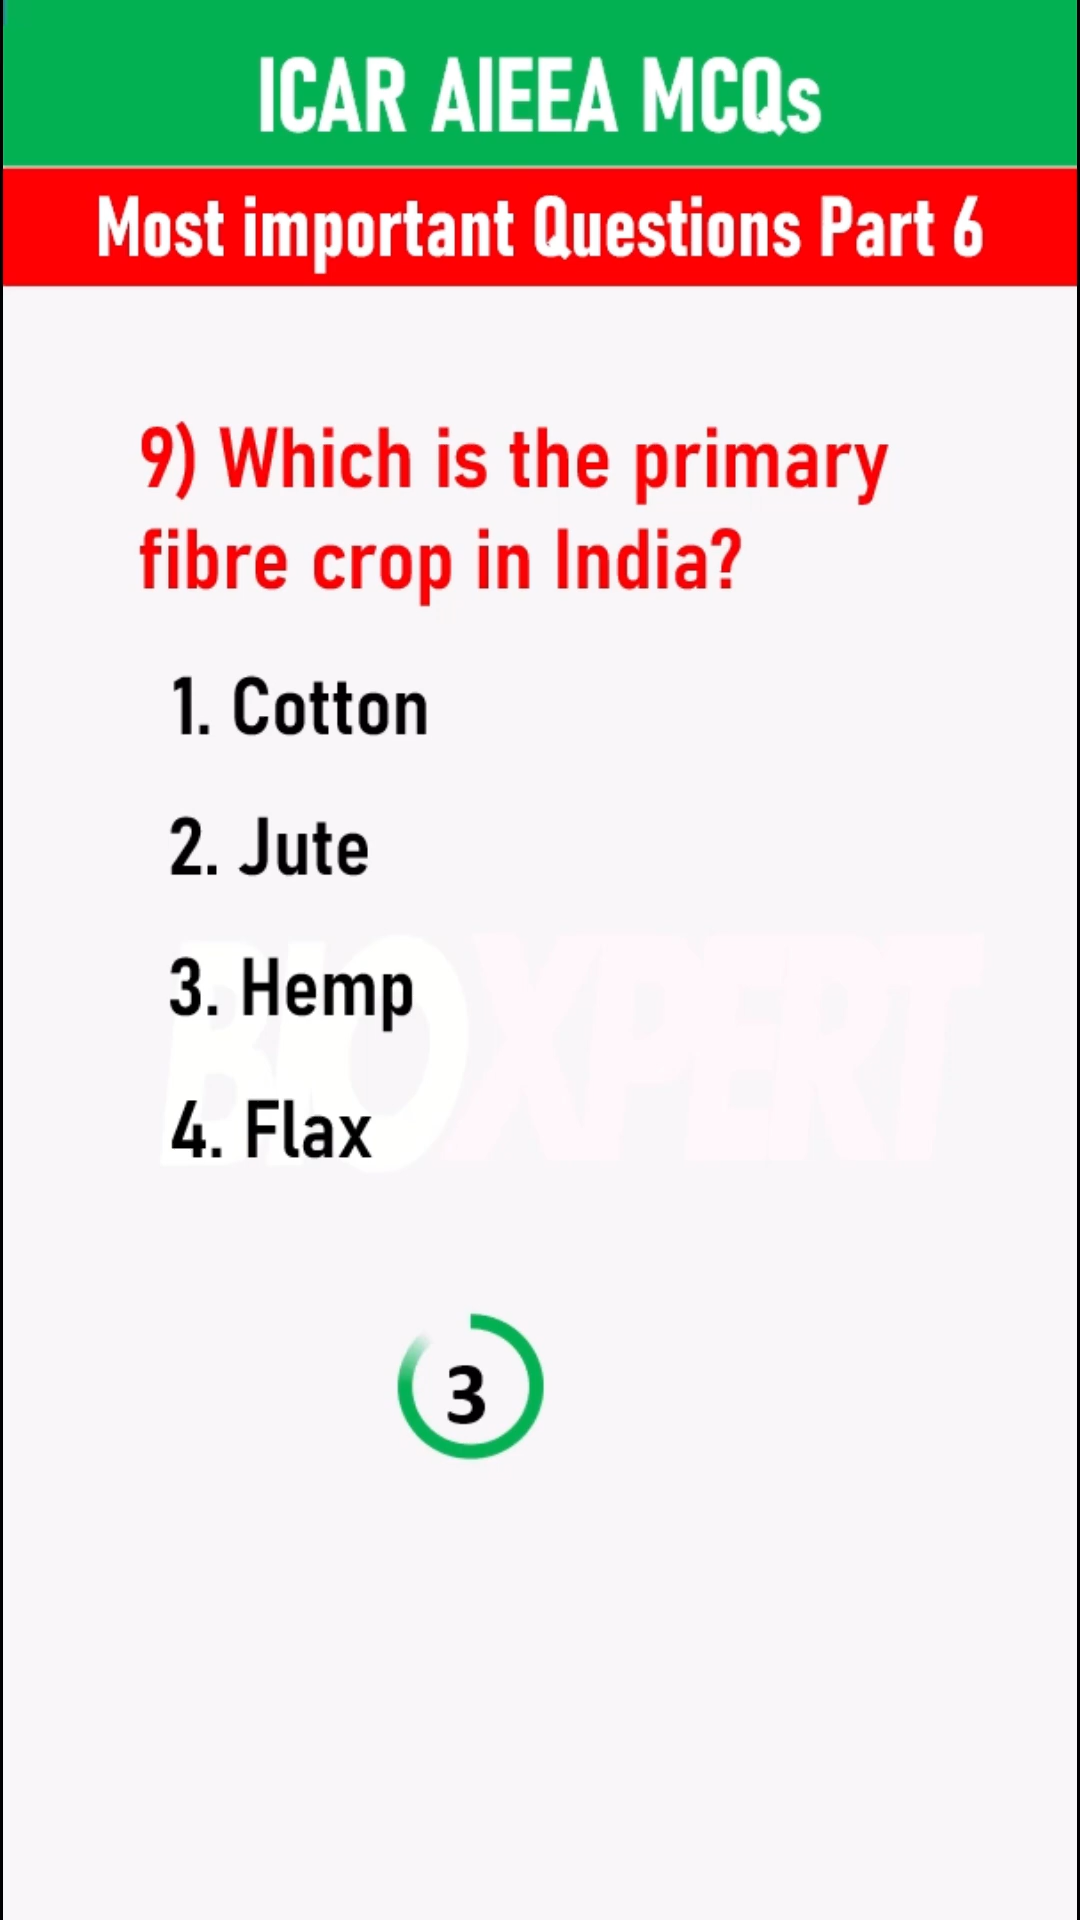 ICAR AIEEA MCQs
Most important Questions Part 6
9) Which is the primary
fibre crop in India?
1. Cotton
2. Jute
3. Hemp
4. Flax
BIOXPERT
3